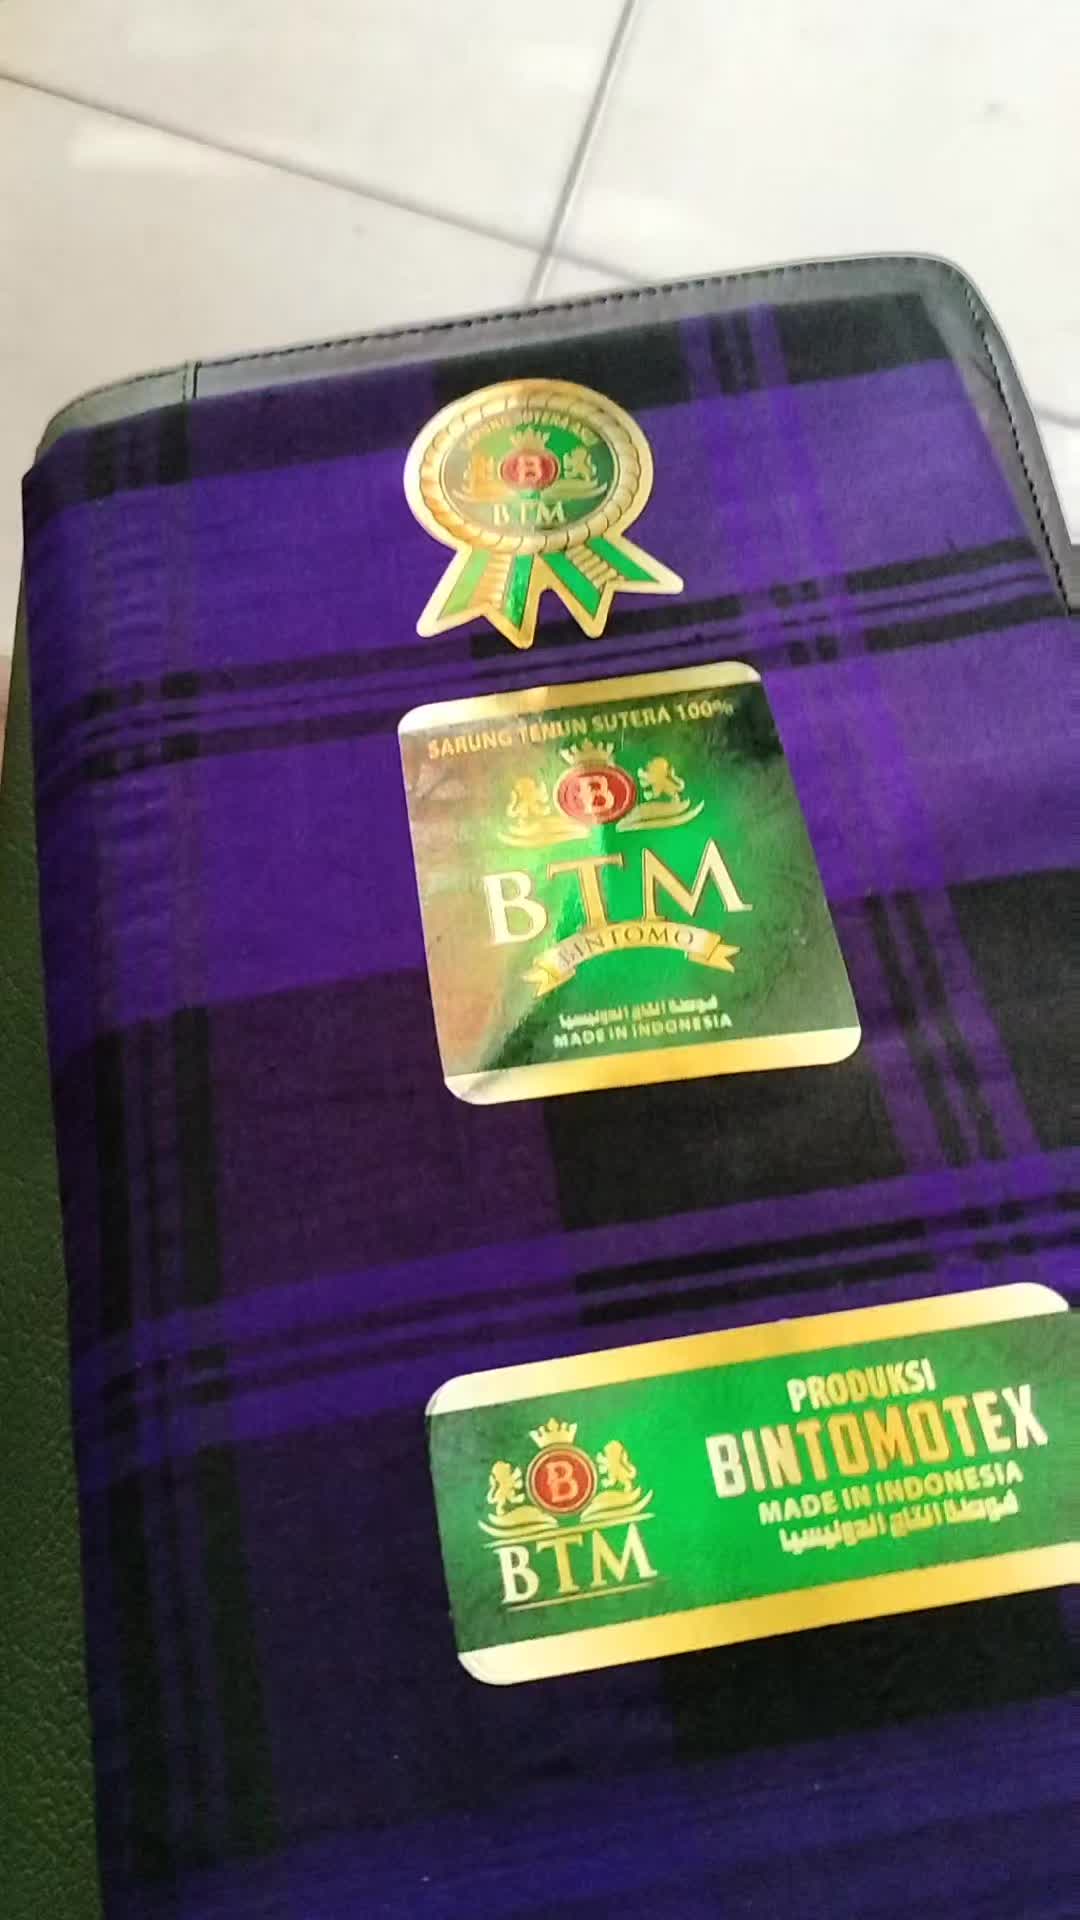 B
BTM
SARUNG TENUN SUTERA 100%
B
BTM
BINTOMO
MADE IN INDONESIA
B
BTM
PRODUKSI
BINTOMOTEX
MADE IN INDONESIA